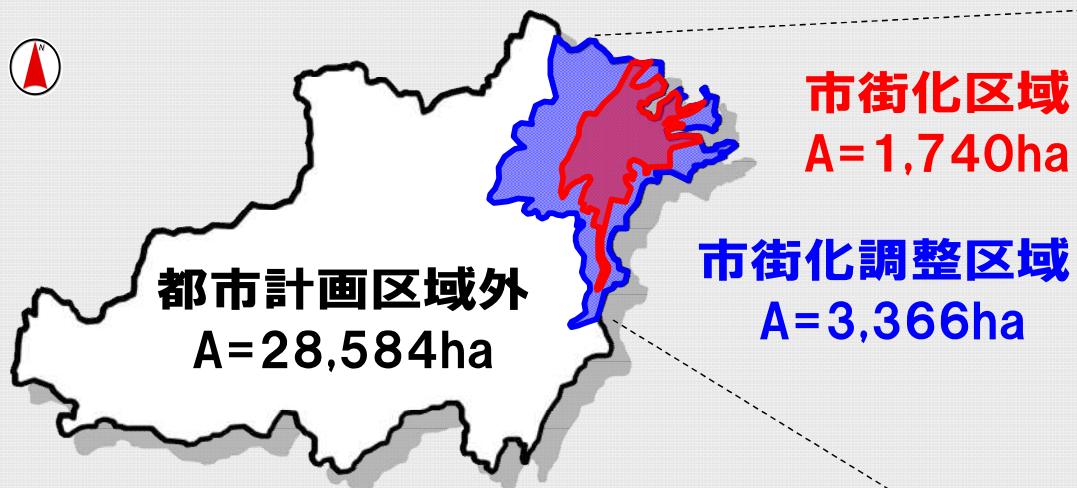 N
市街化区域
A=1,740ha
市街化調整区域
A=3,366ha
都市計画区域外
A=28,584ha